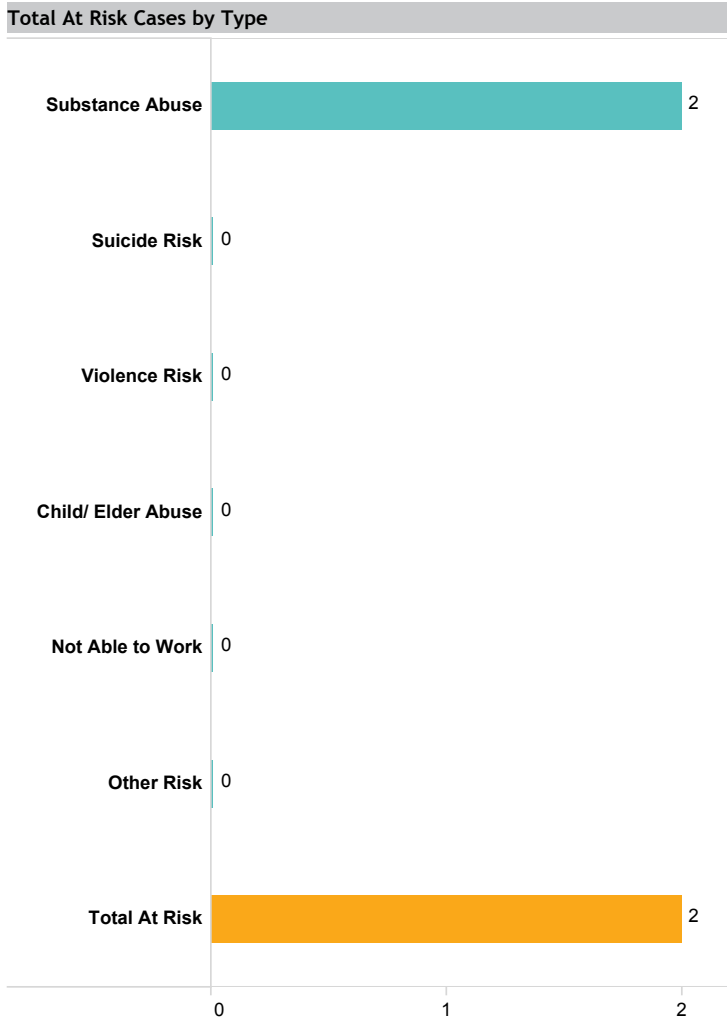 Total At Risk Cases by Type
Substance Abuse 2
Suicide Risk 0
Violence Risk 0
Child/ Elder Abuse 0
Not Able to Work 0
Other Risk 0
Total At Risk 2
0 1 2